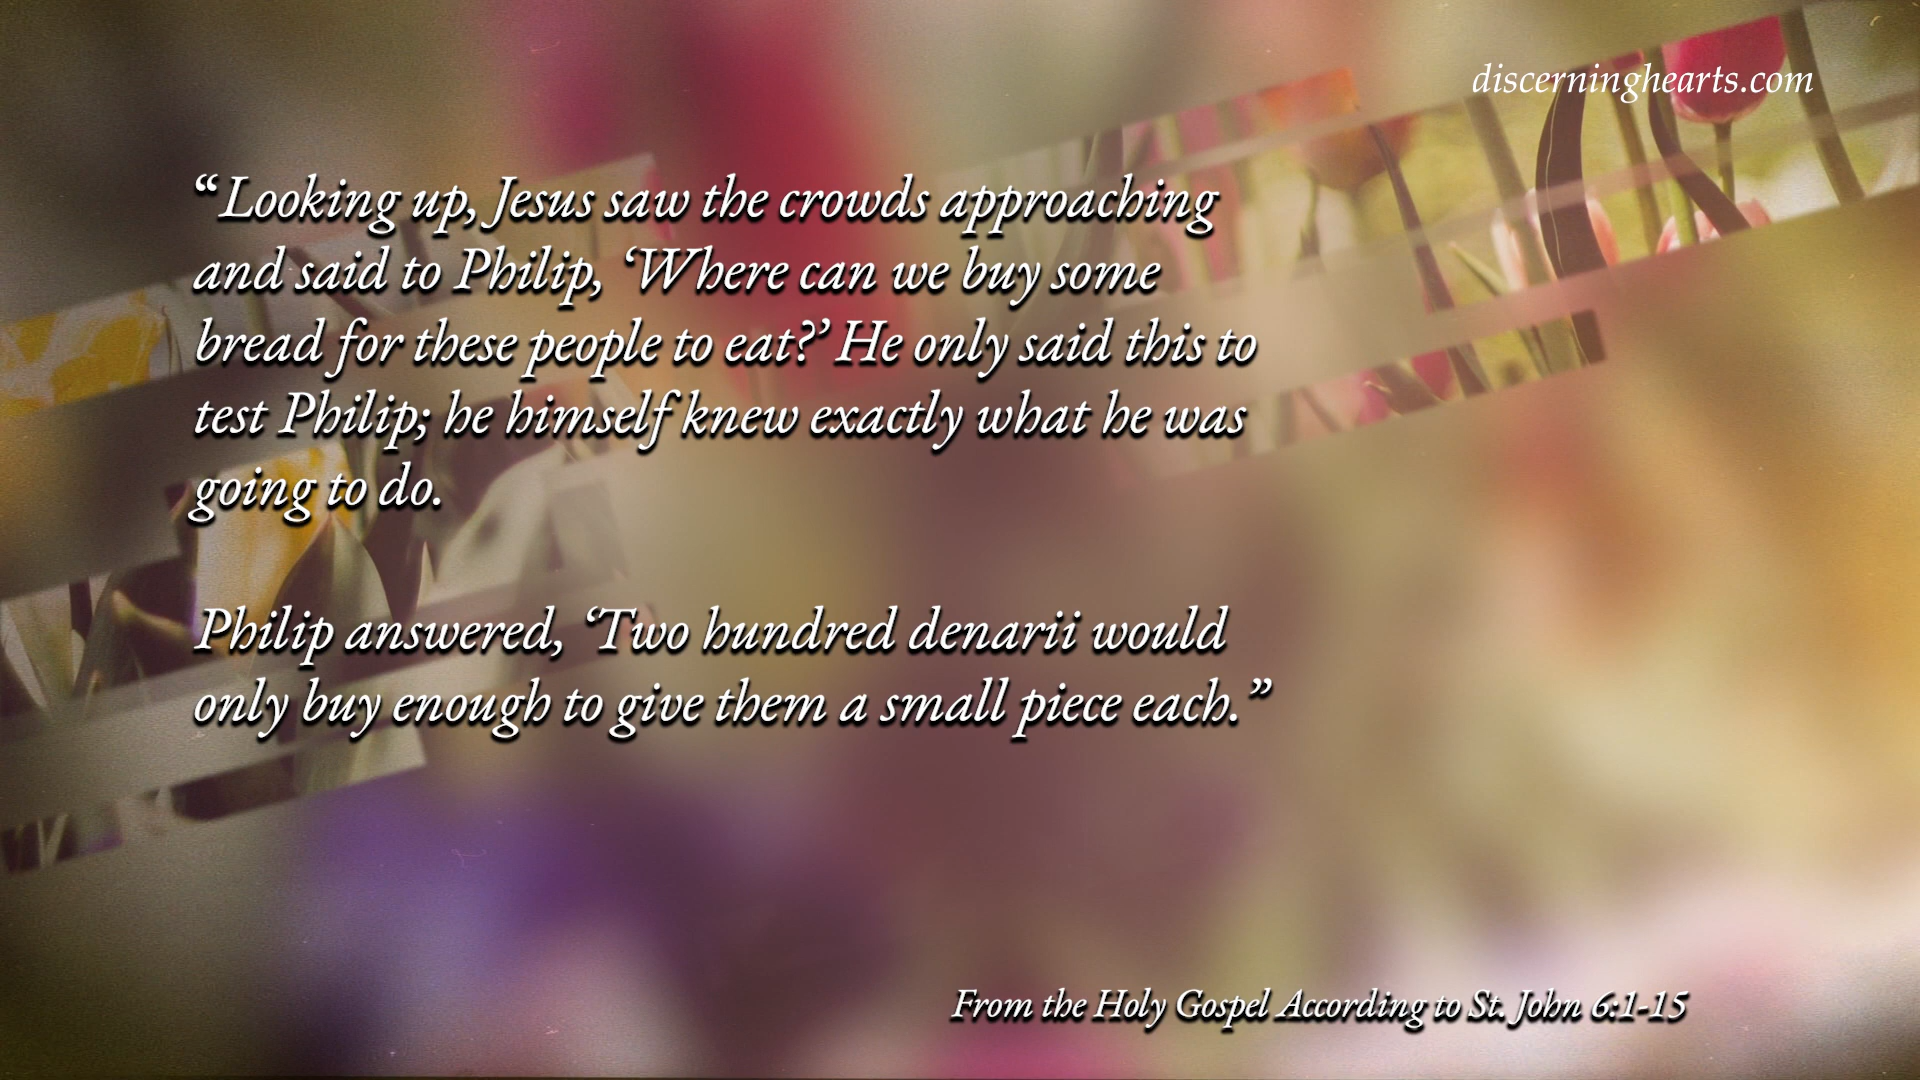 discerninghearts.com
“Looking up, Jesus saw the crowds approaching
and said to Philip, ‘Where can we buy some
bread for these people to eat?’ He only said this to
test Philip; he himself knew exactly what he was
going to do.
Philip answered, ‘Two hundred denarii would
only buy enough to give them a small piece each.”
From the Holy Gospel According to St. John 6:1-15